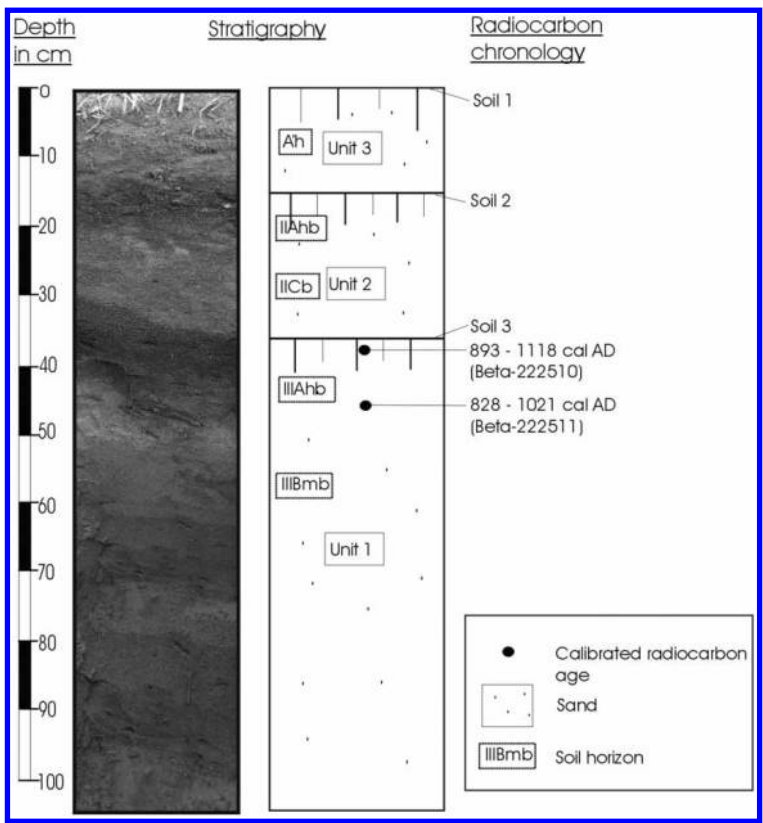 Depth
in cm
Stratigraphy
Radiocarbon
chronology
0
10
20
30
40
50
60
70
80
90
100
Ah
Unit 3
IIAhb
IICb
Unit 2
IIIAhb
IIIBmb
Unit 1
Soil 1
Soil 2
Soil 3
893 - 1118 cal AD
(Beta-222510)
828 - 1021 cal AD
(Beta-222511)
Calibrated radiocarbon
age
Sand
IIIBmb
Soil horizon